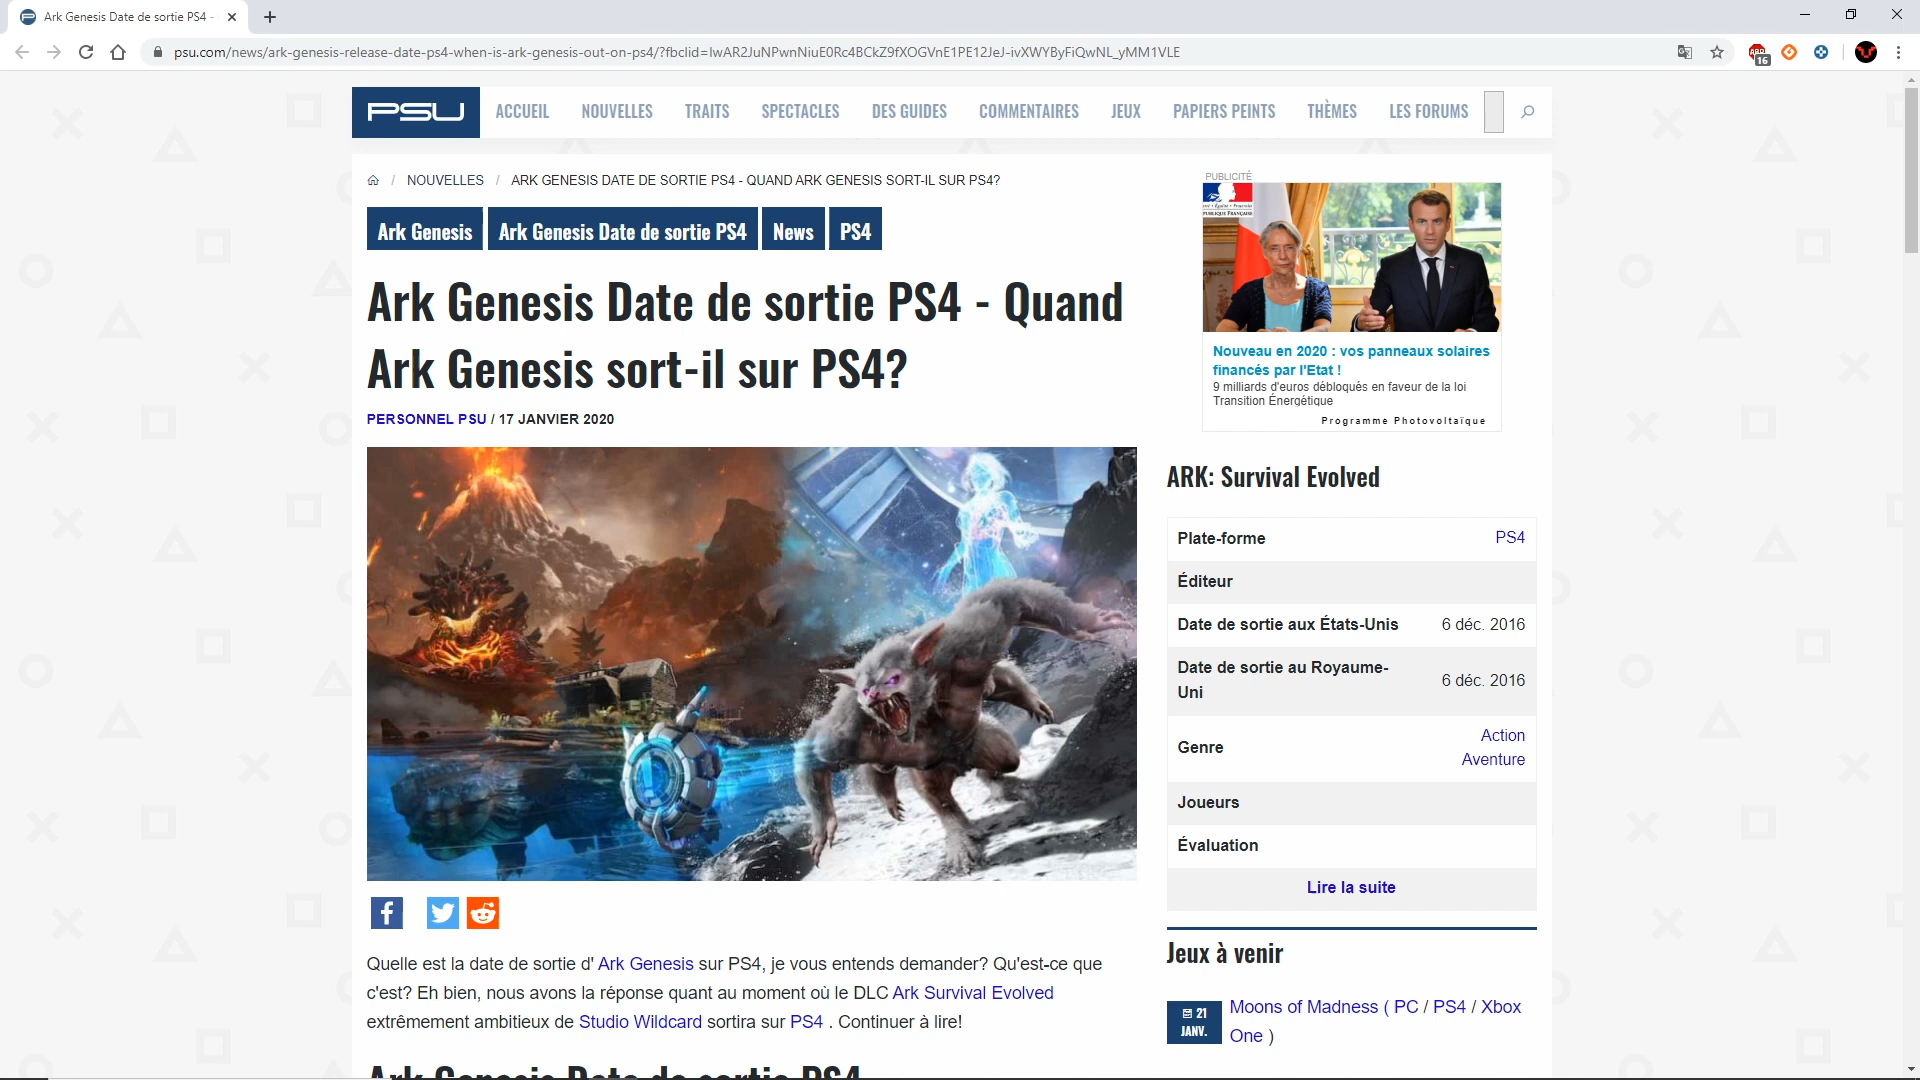 Ark Genesis Date de sortie PS4 -
psu.com/news/ark-genesis-release-date-ps4-when-is-ark-genesis-out-on-ps4/?fbclid=IwAR2JuNPwnNiuE0Rc4BCkZ9fXOGVnE1PE12JeJ-ivXWYByFiQwNL_yMM1VLE
16
PSU ACCUEIL NOUVELLES TRAITS SPECTACLES DES GUIDES COMMENTAIRES JEUX PAPIERS PEINTS THÈMES LES FORUMS
/ NOUVELLES / ARK GENESIS DATE DE SORTIE PS4 - QUAND ARK GENESIS SORT-IL SUR PS4?
Ark Genesis Ark Genesis Date de sortie PS4 News PS4
Ark Genesis Date de sortie PS4 - Quand
Ark Genesis sort-il sur PS4?
PERSONNEL PSU / 17 JANVIER 2020
Quelle est la date de sortie d' Ark Genesis sur PS4, je vous entends demander? Qu'est-ce que
c'est? Eh bien, nous avons la réponse quant au moment où le DLC Ark Survival Evolved
extrêmement ambitieux de Studio Wildcard sortira sur PS4 . Continuer à lire!
Ark Genesis Date de sortie PS4
PUBLICITÉ
Nouveau en 2020 : vos panneaux solaires
financés par l'Etat !
9 milliards d'euros débloqués en faveur de la loi
Transition Énergétique
Programme Photovoltaïque
ARK: Survival Evolved
Plate-forme PS4
Éditeur
Date de sortie aux États-Unis 6 déc. 2016
Date de sortie au Royaume-
Uni 6 déc. 2016
Genre Action
Aventure
Joueurs
Évaluation
Lire la suite
Jeux à venir
21
JANV.
Moons of Madness ( PC / PS4 / Xbox
One )